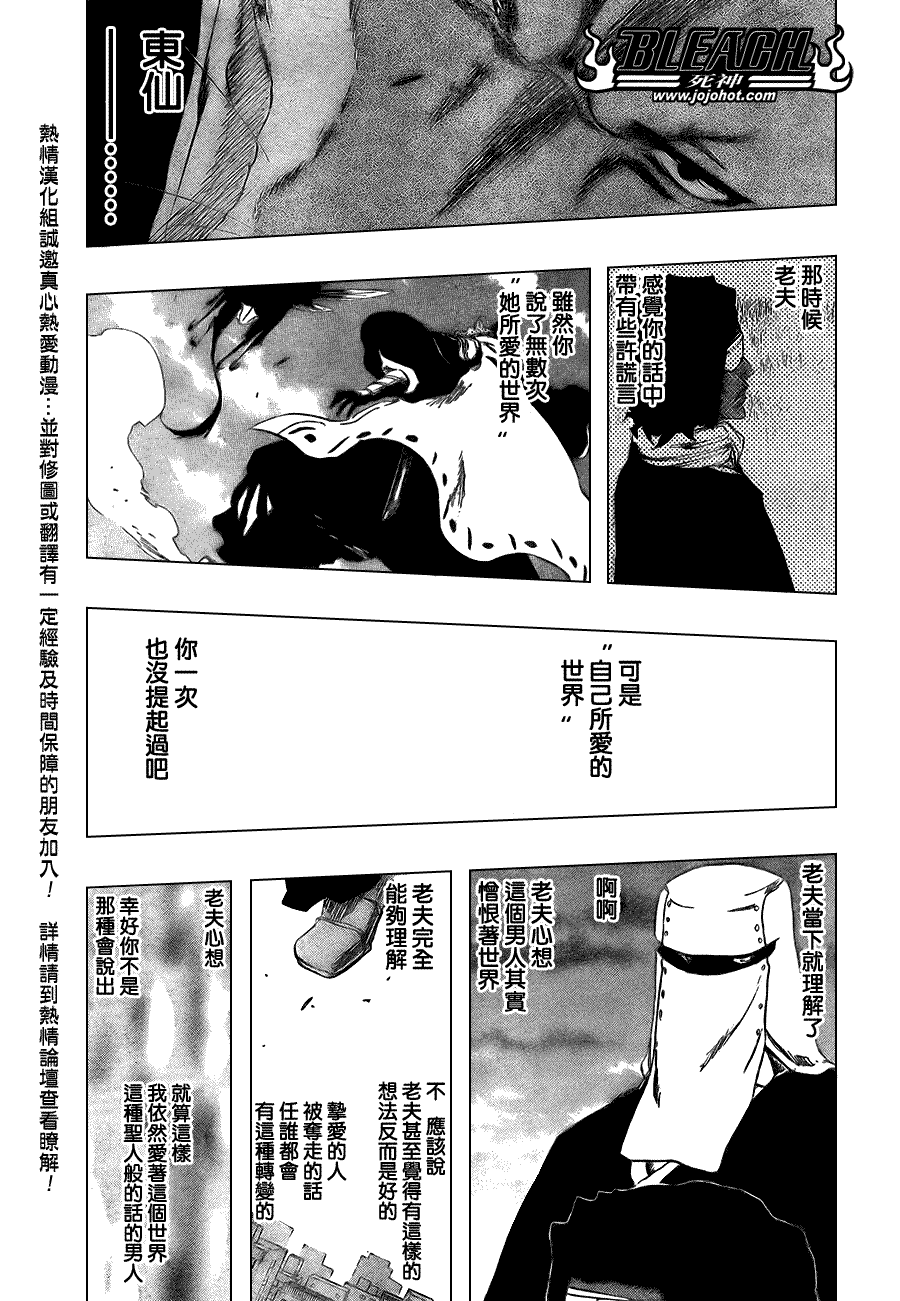 BLEACH
死神
www.jojohot.com
東仙
──。。。。。。
那時候
老夫
感覺你的話中
帶有些許謊言
雖然你
說了無數次
〝她所愛的世界〞
可是
〝自己所愛的
世界〞
你一次
也沒提起過吧
老夫當下就理解了
啊啊
老夫心想
這個男人其實
憎恨著世界
老夫完全
能夠理解
不 應該說
老夫甚至覺得有這樣的
想法反而是好的
摯愛的人
被奪走的話
任誰都會
有這種轉變的
老夫心想
幸好你不是
那種會說出
就算這樣
我依然愛著這個世界
這種聖人般的話的男人
熱情漢化組誠邀真心熱愛動漫…並對修圖或翻譯有一定經驗及時間保障的朋友加入！ 詳情請到熱情論壇查看瞭解！